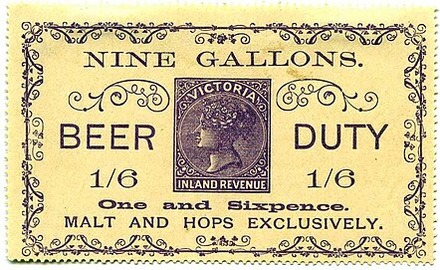 NINE GALLONS.
VICTORIA
BEER DUTY
1/6 1/6
INLAND REVENUE
One and Sixpence.
MALT AND HOPS EXCLUSIVELY.